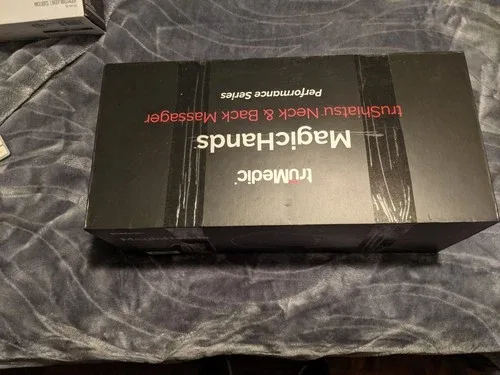 truMedic
MagicHands
truShiatsu Neck & Back Massager
Performance Series